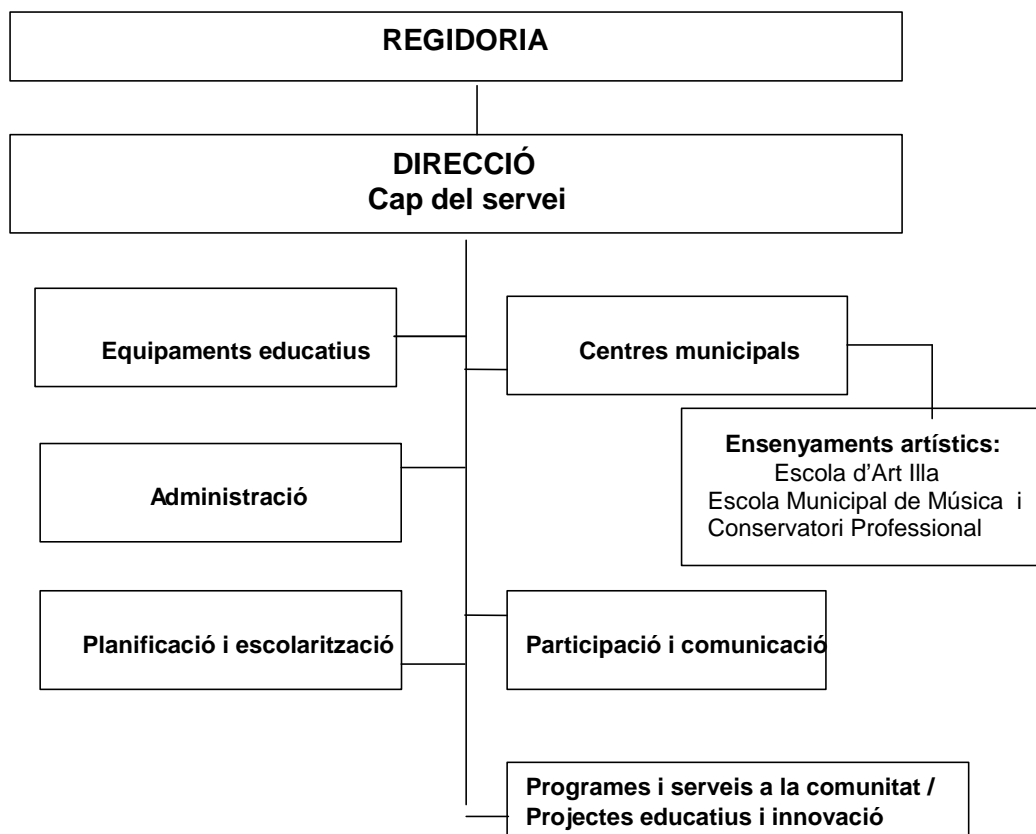 REGIDORIA
DIRECCIÓ
Cap del servei
Equipaments educatius
Centres municipals
Ensenyaments artístics:
Escola d'Art Illa
Escola Municipal de Música i
Conservatori Professional
Administració
Planificació i escolarització
Participació i comunicació
Programes i serveis a la comunitat /
Projectes educatius i innovació